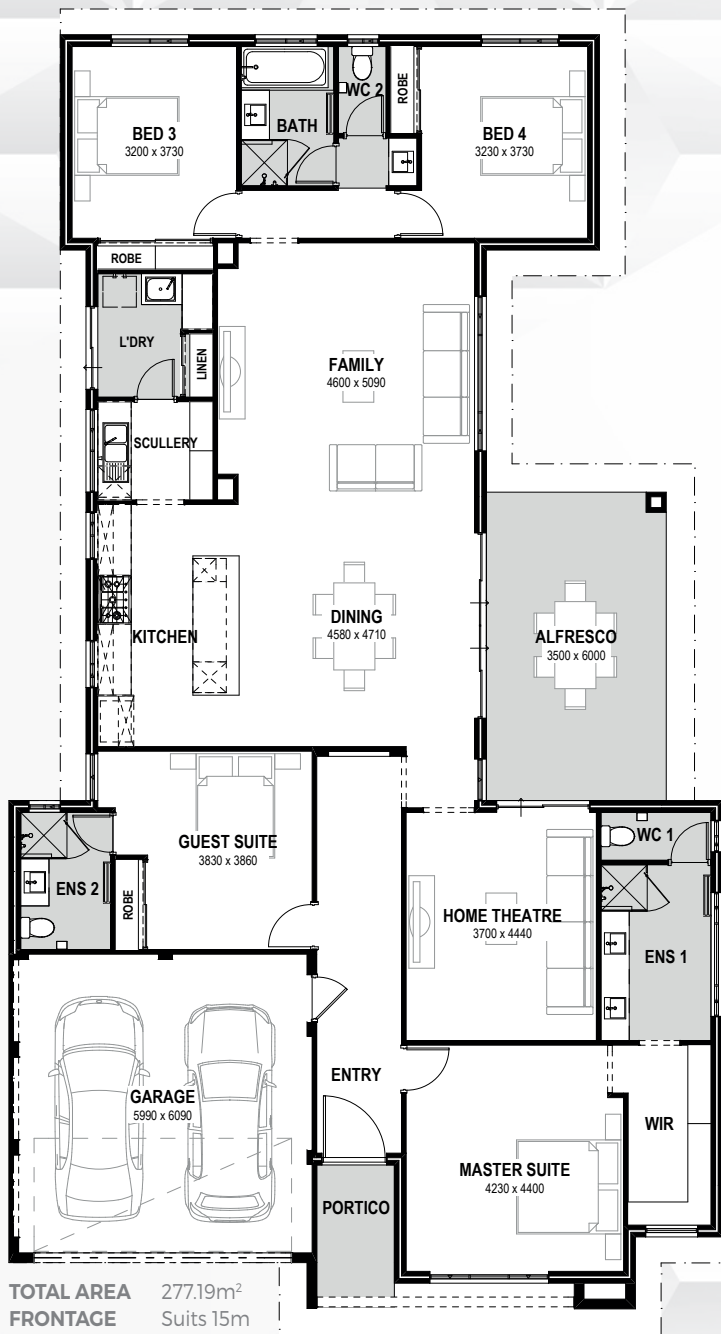 BED 3
3200 x 3730
BATH
WC 2
ROBE
BED 4
3230 x 3730
ROBE
L'DRY
LINEN
FAMILY
4600 x 5090
SCULLERY
KITCHEN
DINING
4580 x 4710
ALFRESCO
3500 x 6000
GUEST SUITE
3830 x 3860
ENS 2
ROBE
HOME THEATRE
3700 x 4440
WC 1
ENS 1
GARAGE
5990 x 6090
ENTRY
WIR
MASTER SUITE
4230 x 4400
PORTICO
TOTAL AREA 277.19m²
FRONTAGE Suits 15m